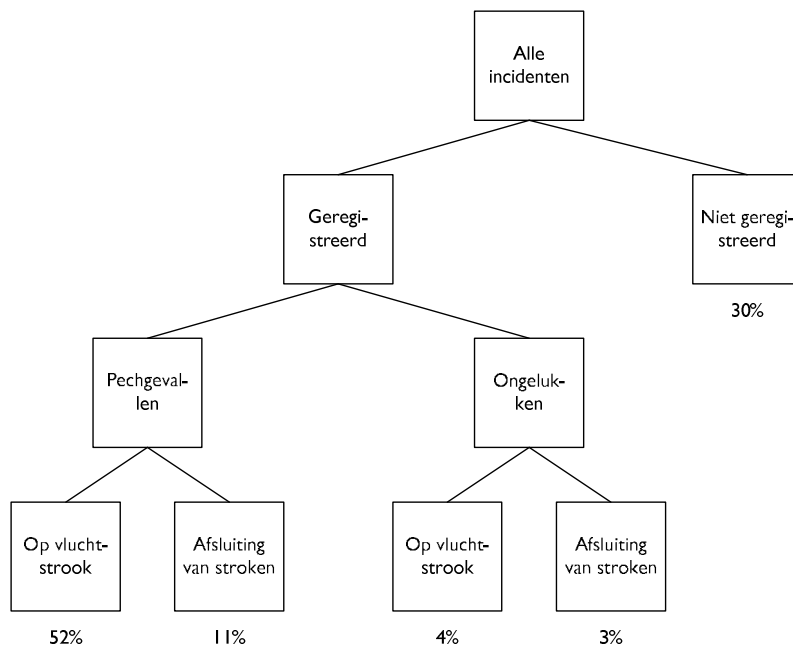 Alle
incidenten
Geregi-
streerd
Niet geregi-
streerd
30%
Pechgeval-
len
Ongeluk-
ken
Op vlucht-
strook
Afsluiting
van stroken
Op vlucht-
strook
Afsluiting
van stroken
52%
11%
4%
3%